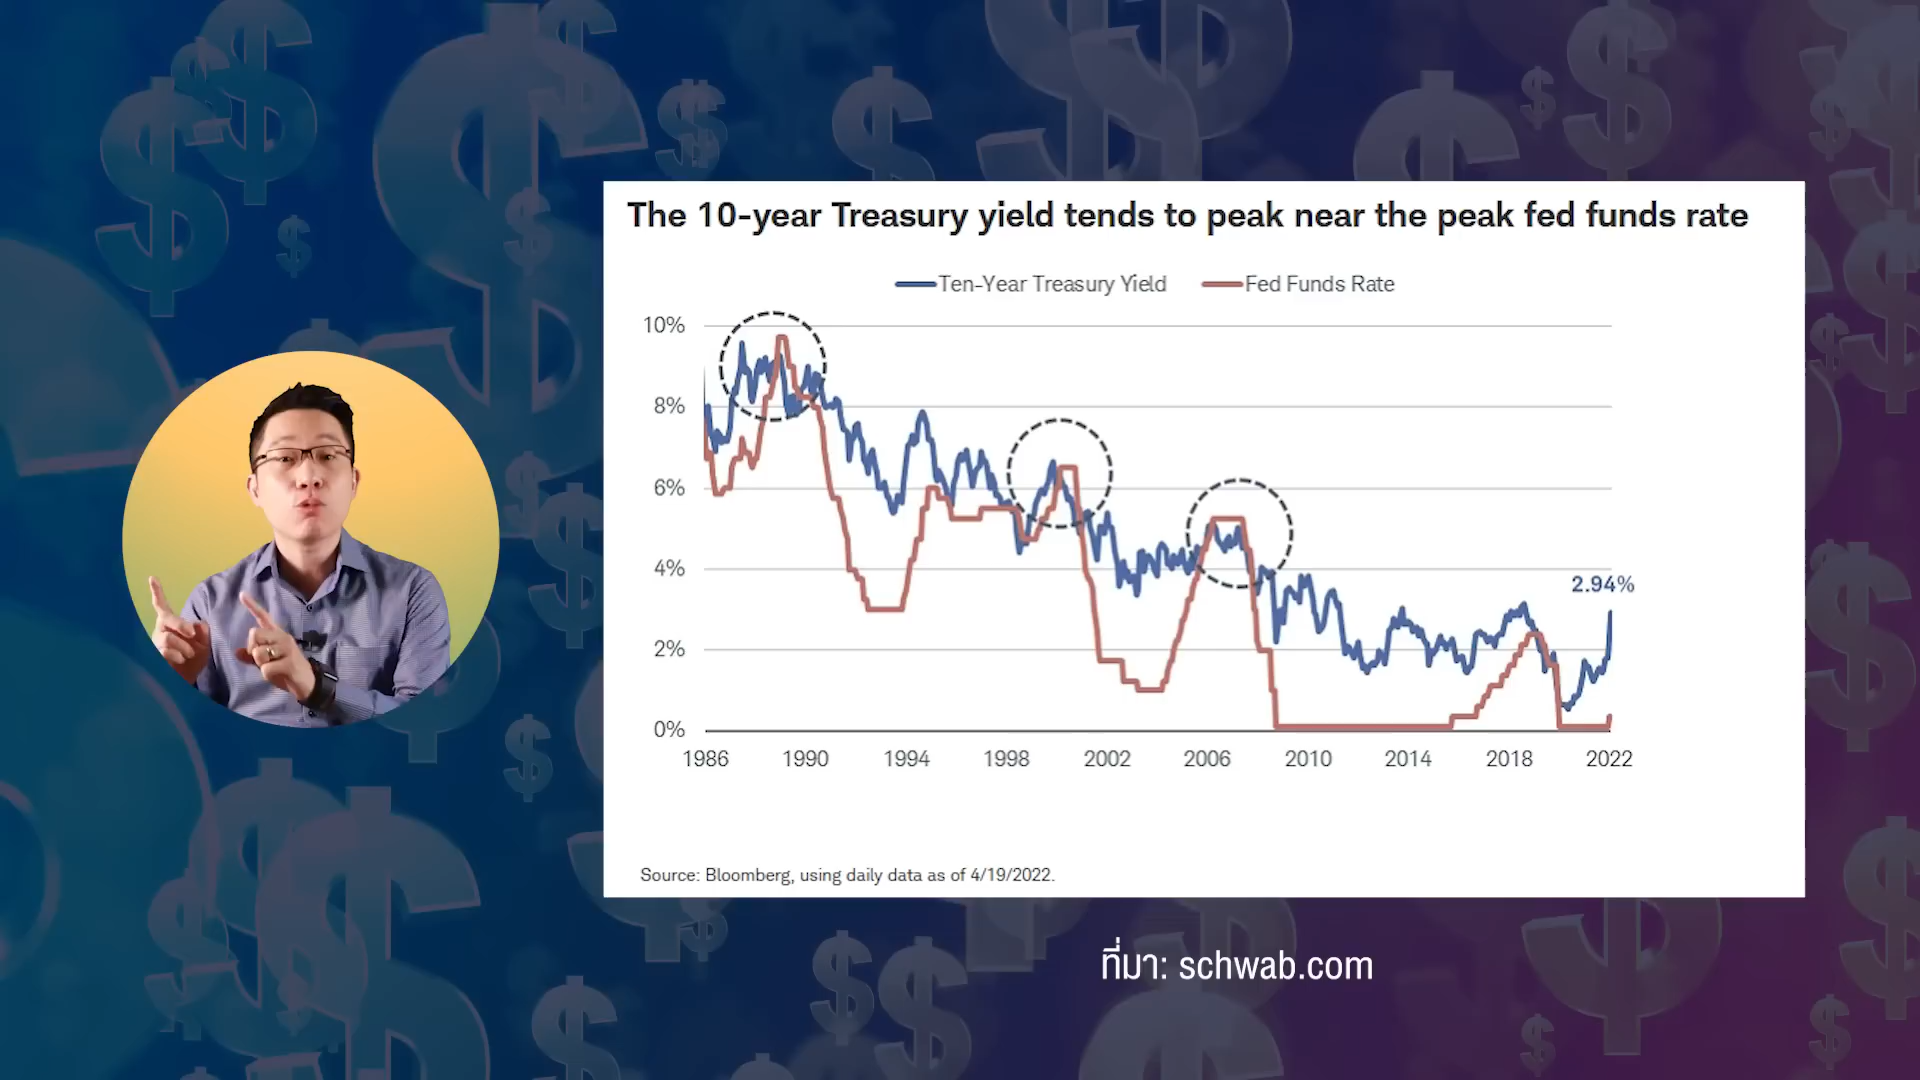 The 10-year Treasury yield tends to peak near the peak fed funds rate
Ten-Year Treasury Yield Fed Funds Rate
10%
8%
6%
4%
2%
0%
2.94%
1986 1990 1994 1998 2002 2006 2010 2014 2018 2022
Source: Bloomberg, using daily data as of 4/19/2022.
ที่มา: schwab.com